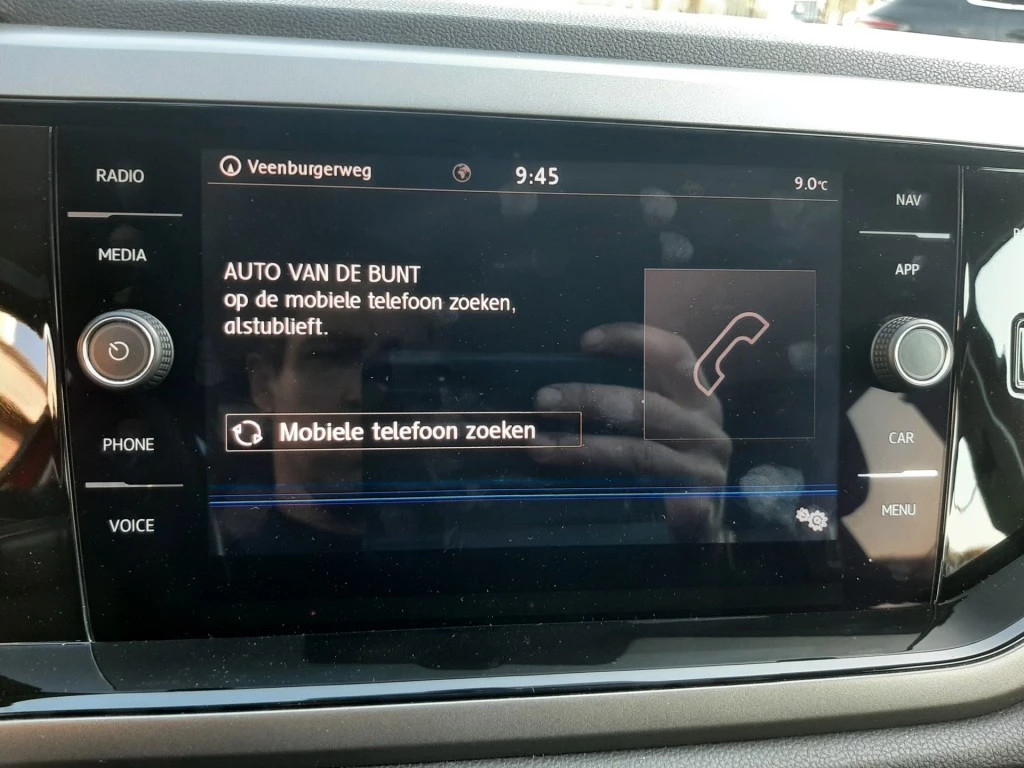 RADIO
MEDIA
PHONE
VOICE
Veenburgerweg
9:45
9.0°C
AUTO VAN DE BUNT
op de mobiele telefoon zoeken,
alstublieft.
Mobiele telefoon zoeken
NAV
APP
CAR
MENU